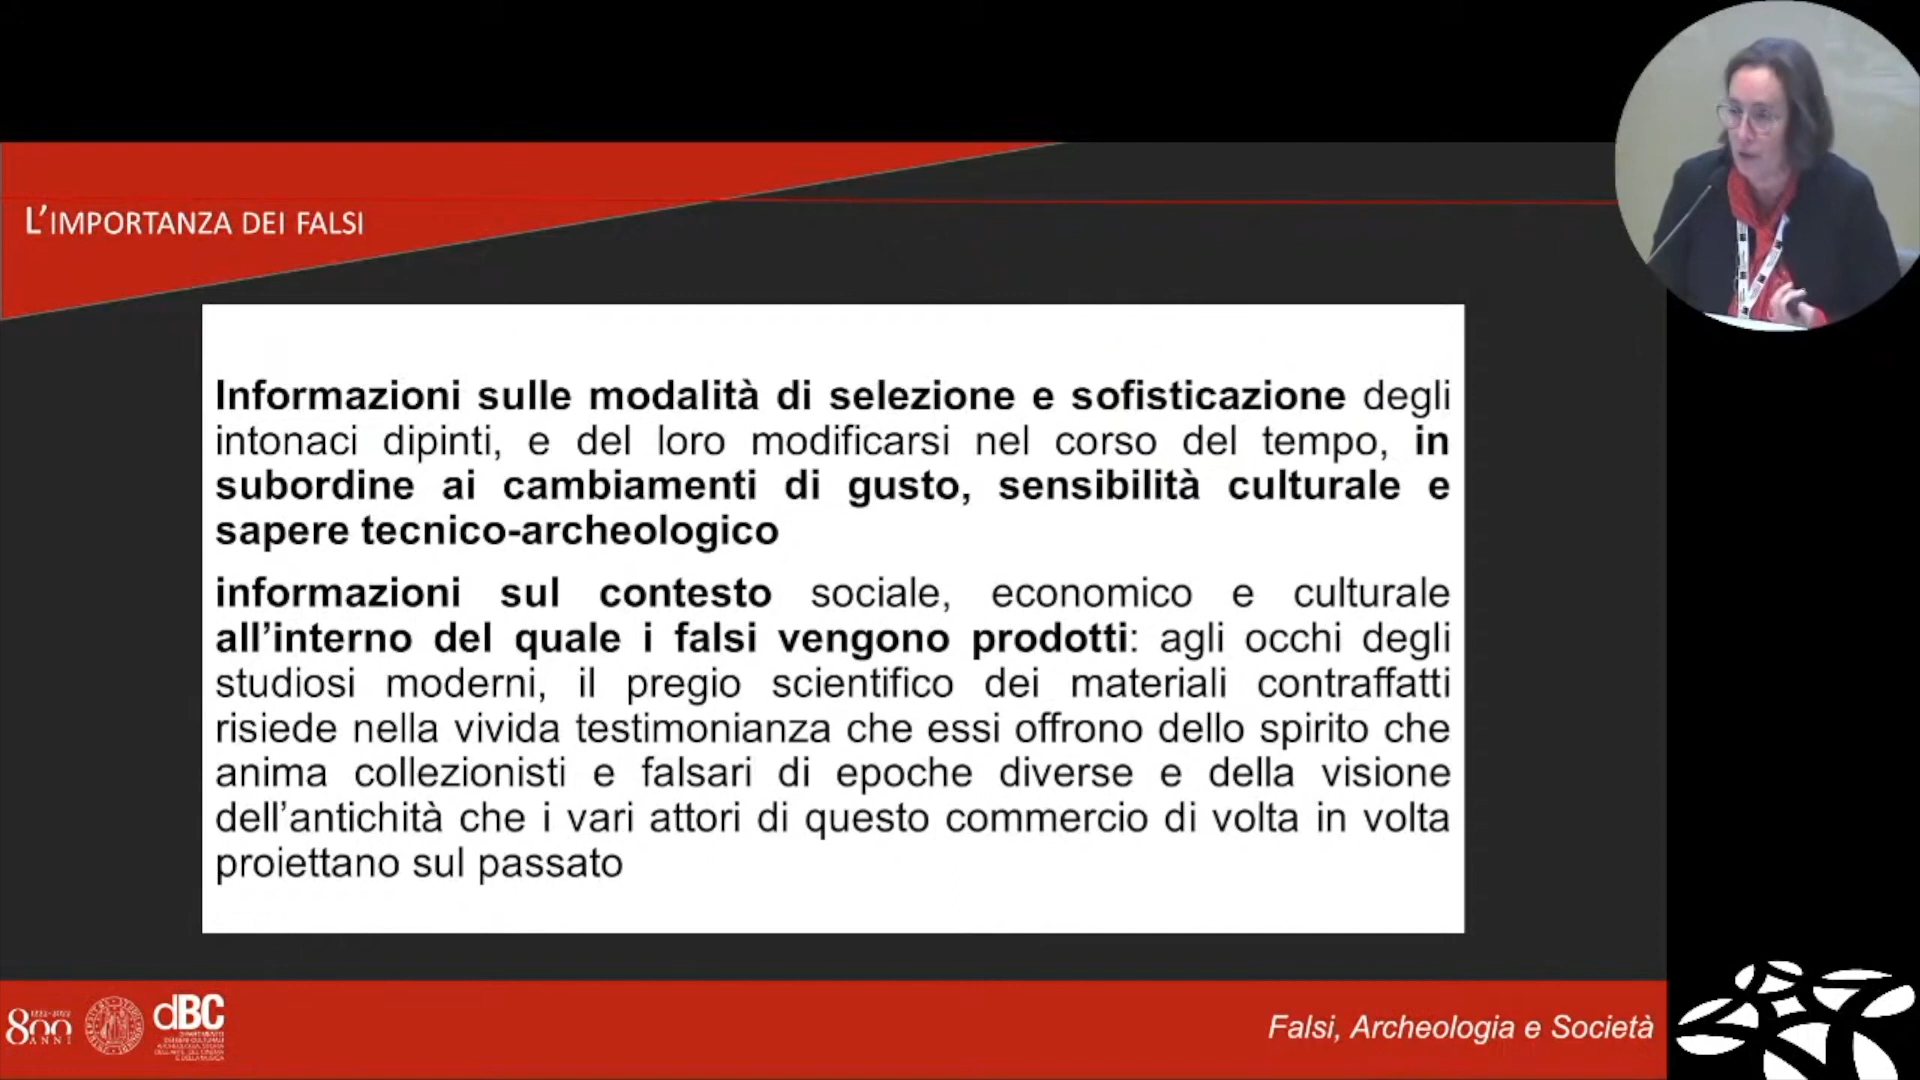 L'IMPORTANZA DEI FALSI
Informazioni sulle modalità di selezione e sofisticazione degli
intonaci dipinti, e del loro modificarsi nel corso del tempo, in
subordine ai cambiamenti di gusto, sensibilità culturale e
sapere tecnico-archeologico
informazioni sul contesto sociale, economico e culturale
all'interno del quale i falsi vengono prodotti: agli occhi degli
studiosi moderni, il pregio scientifico dei materiali contraffatti
risiede nella vivida testimonianza che essi offrono dello spirito che
anima collezionisti e falsari di epoche diverse e della visione
dell'antichità che i vari attori di questo commercio di volta in volta
proiettano sul passato
1222-2022
800
ANNI
dBC
Falsi, Archeologia e Società